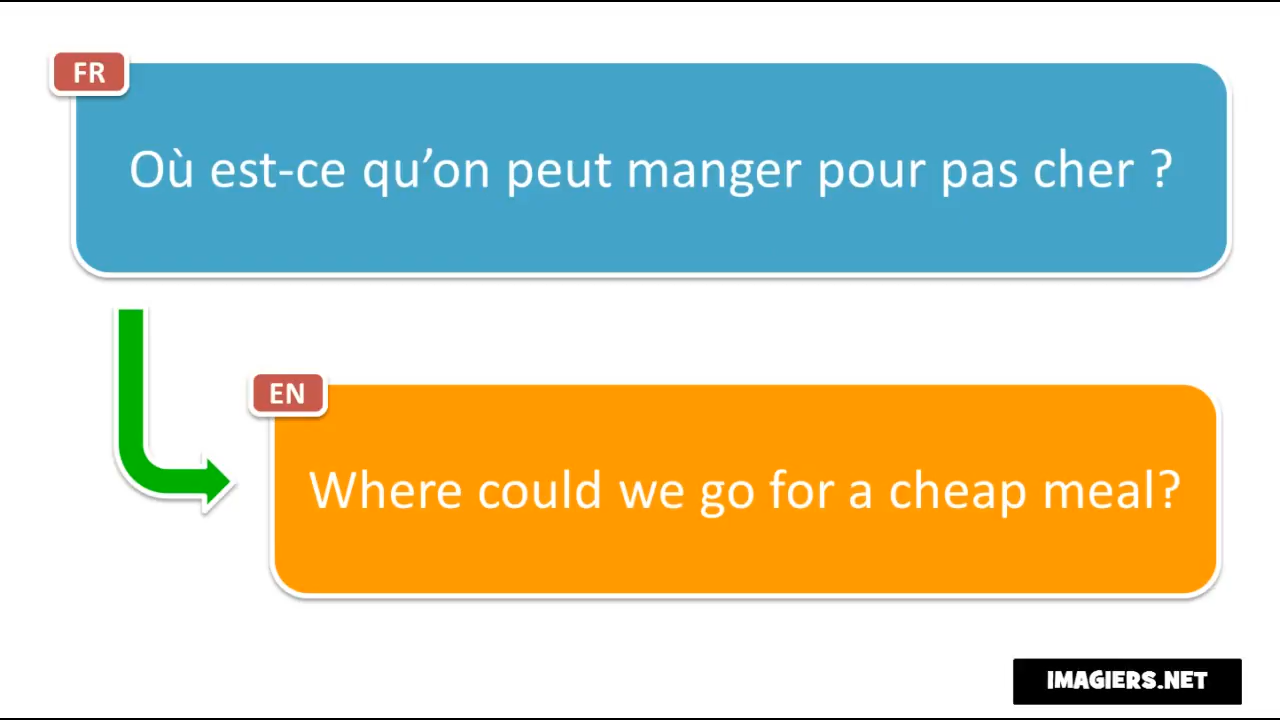 FR
Où est-ce qu’on peut manger pour pas cher ?
EN
Where could we go for a cheap meal?
IMAGIERS.NET